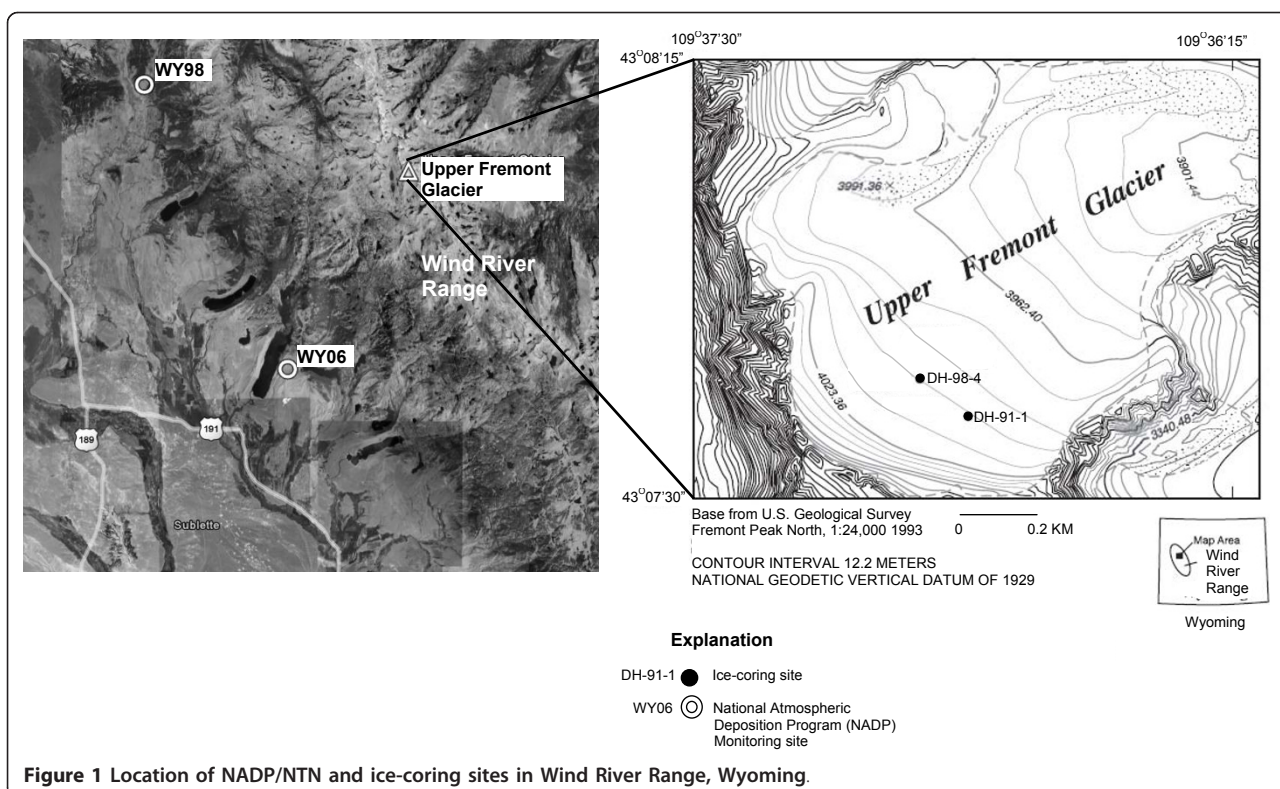 WY98
Upper Fremont
Glacier
Wind River
Range
WY06
189
191
Sublette
109°37'30"
109°36'15"
43°08'15"
3991.36 ×
3901.44
Upper Fremont Glacier
3962.40
4023.36
DH-98-4
DH-91-1
3340.48
43°07'30"
Base from U.S. Geological Survey
Fremont Peak North, 1:24,000 1993
0 0.2 KM
CONTOUR INTERVAL 12.2 METERS
NATIONAL GEODETIC VERTICAL DATUM OF 1929
Map Area
Wind
River
Range
Wyoming
Explanation
DH-91-1 Ice-coring site
WY06 National Atmospheric
Deposition Program (NADP)
Monitoring site
Figure 1 Location of NADP/NTN and ice-coring sites in Wind River Range, Wyoming.